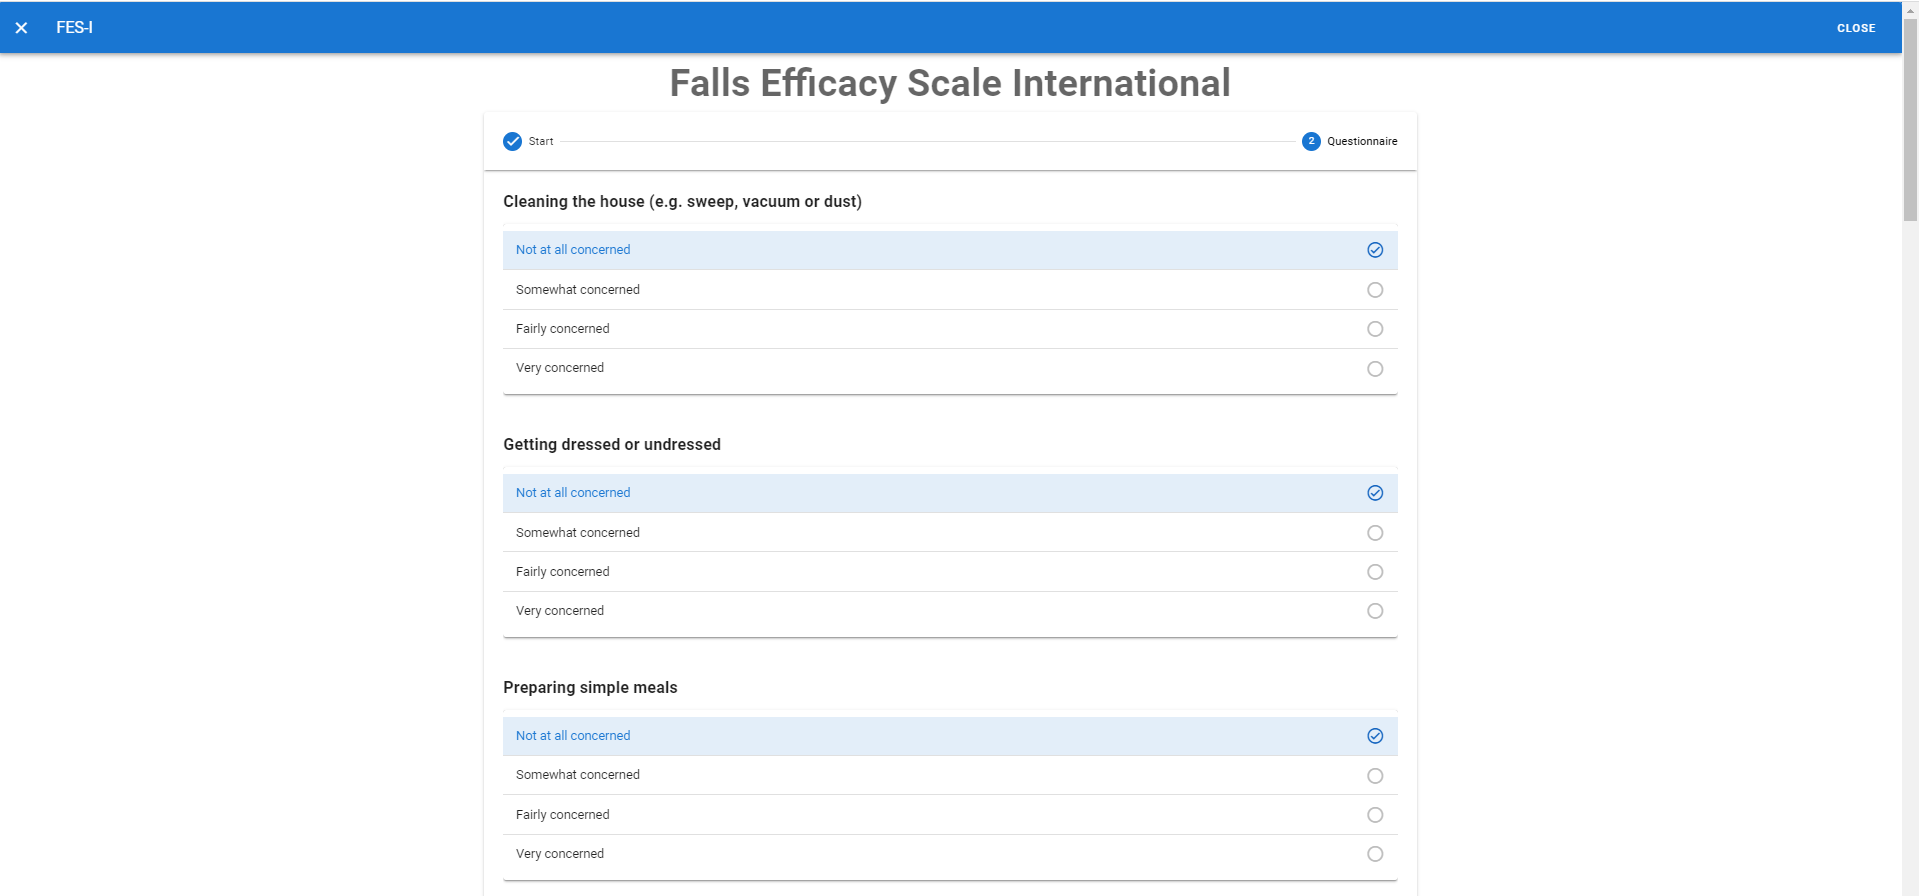 FES-I
CLOSE
Falls Efficacy Scale International
Start
2 Questionnaire
Cleaning the house (e.g. sweep, vacuum or dust)
Not at all concerned
Somewhat concerned
Fairly concerned
Very concerned
Getting dressed or undressed
Not at all concerned
Somewhat concerned
Fairly concerned
Very concerned
Preparing simple meals
Not at all concerned
Somewhat concerned
Fairly concerned
Very concerned